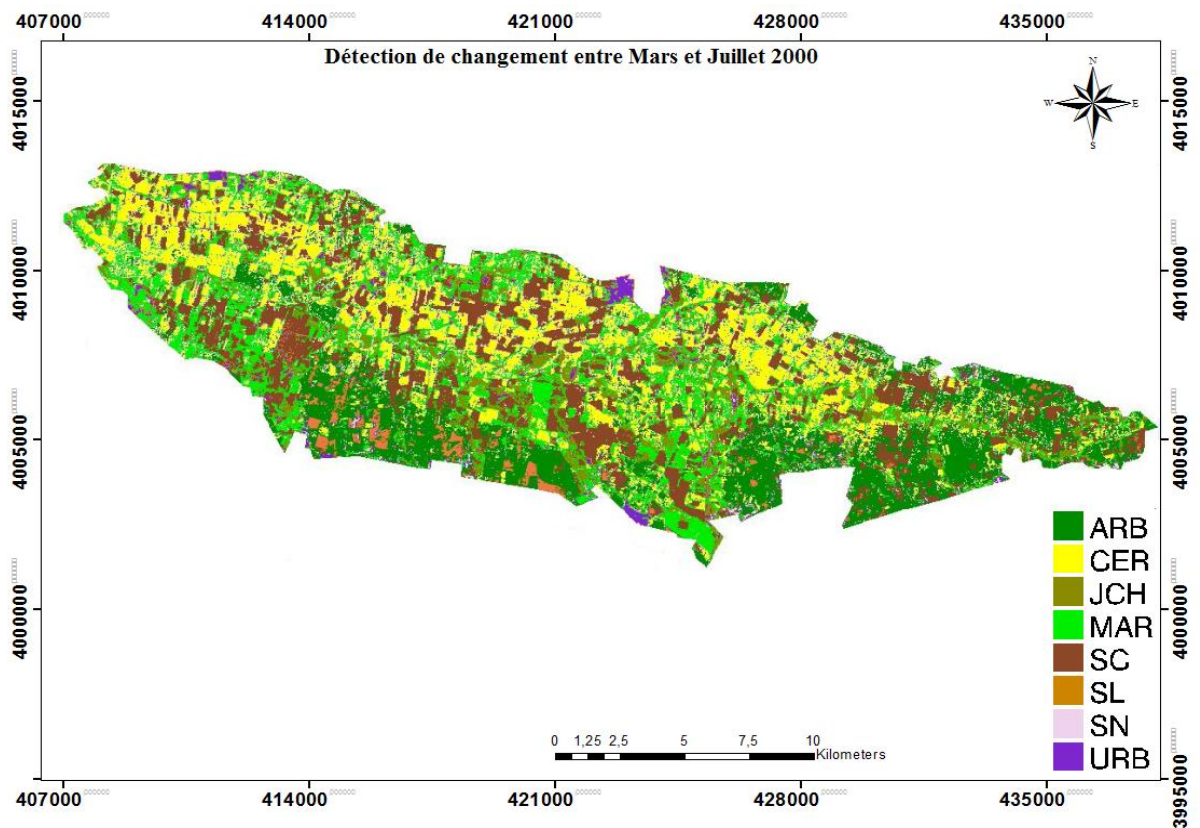 407000 414000 421000 428000 435000
Détection de changement entre Mars et Juillet 2000
N
W E
S
4015000 4015000
4010000 4010000
4005000 4005000
4000000 4000000
3995000
ARB
CER
JCH
MAR
SC
SL
SN
URB
0 1,25 2,5 5 7,5 10
Kilometers
407000 414000 421000 428000 435000